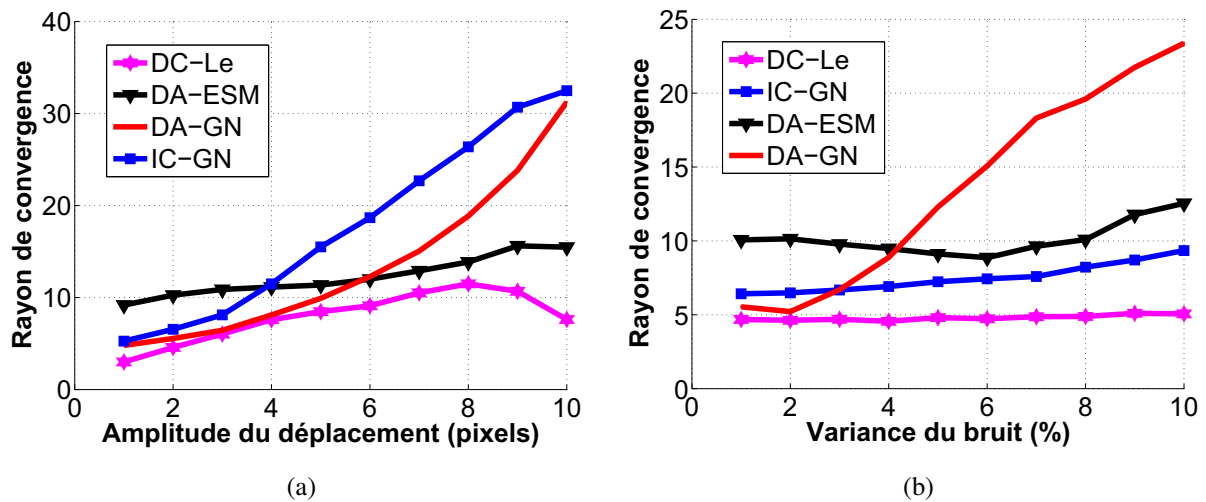 40
30
20
10
0
Rayon de convergence
DC-Le
DA-ESM
DA-GN
IC-GN
0 2 4 6 8 10
Amplitude du déplacement (pixels)
(a)
25
20
15
10
5
0
Rayon de convergence
DC-Le
IC-GN
DA-ESM
DA-GN
0 2 4 6 8 10
Variance du bruit (%)
(b)